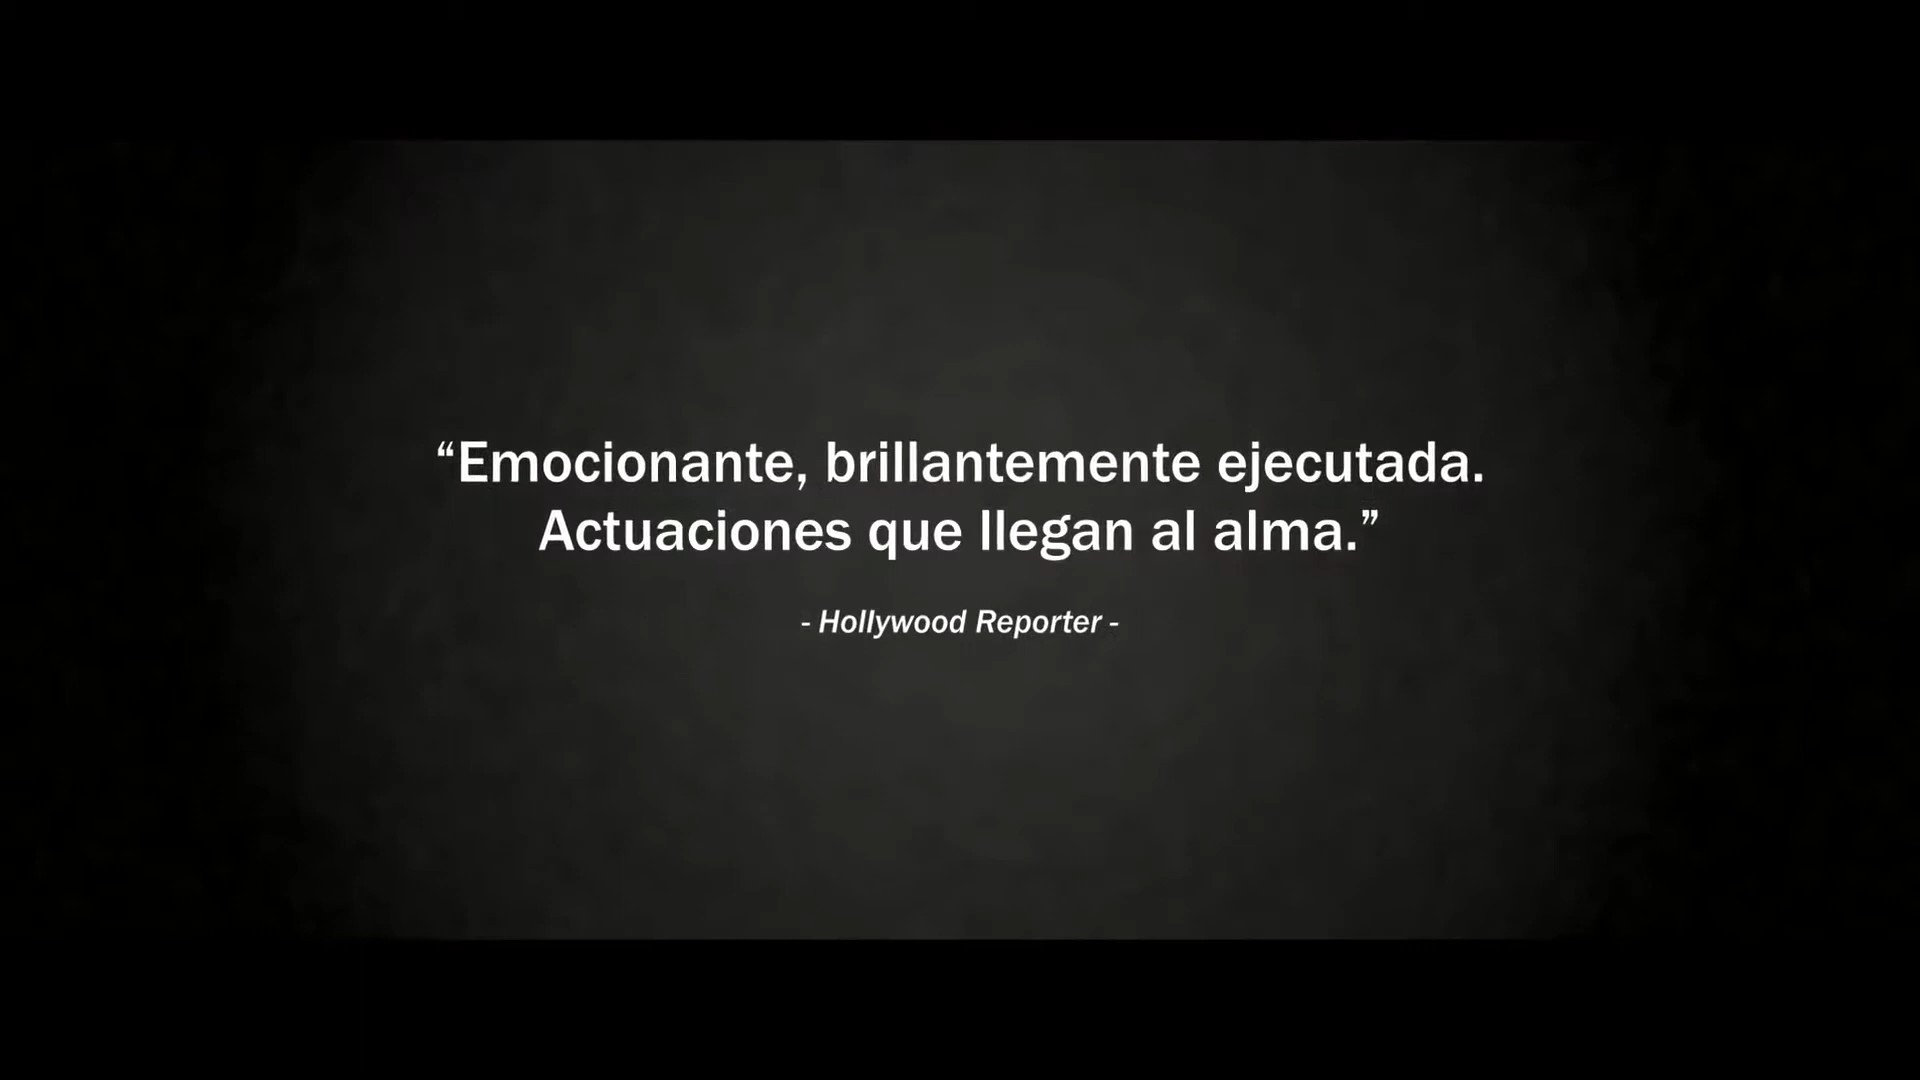 “Emocionante, brillantemente ejecutada.
Actuaciones que llegan al alma.”
- Hollywood Reporter -